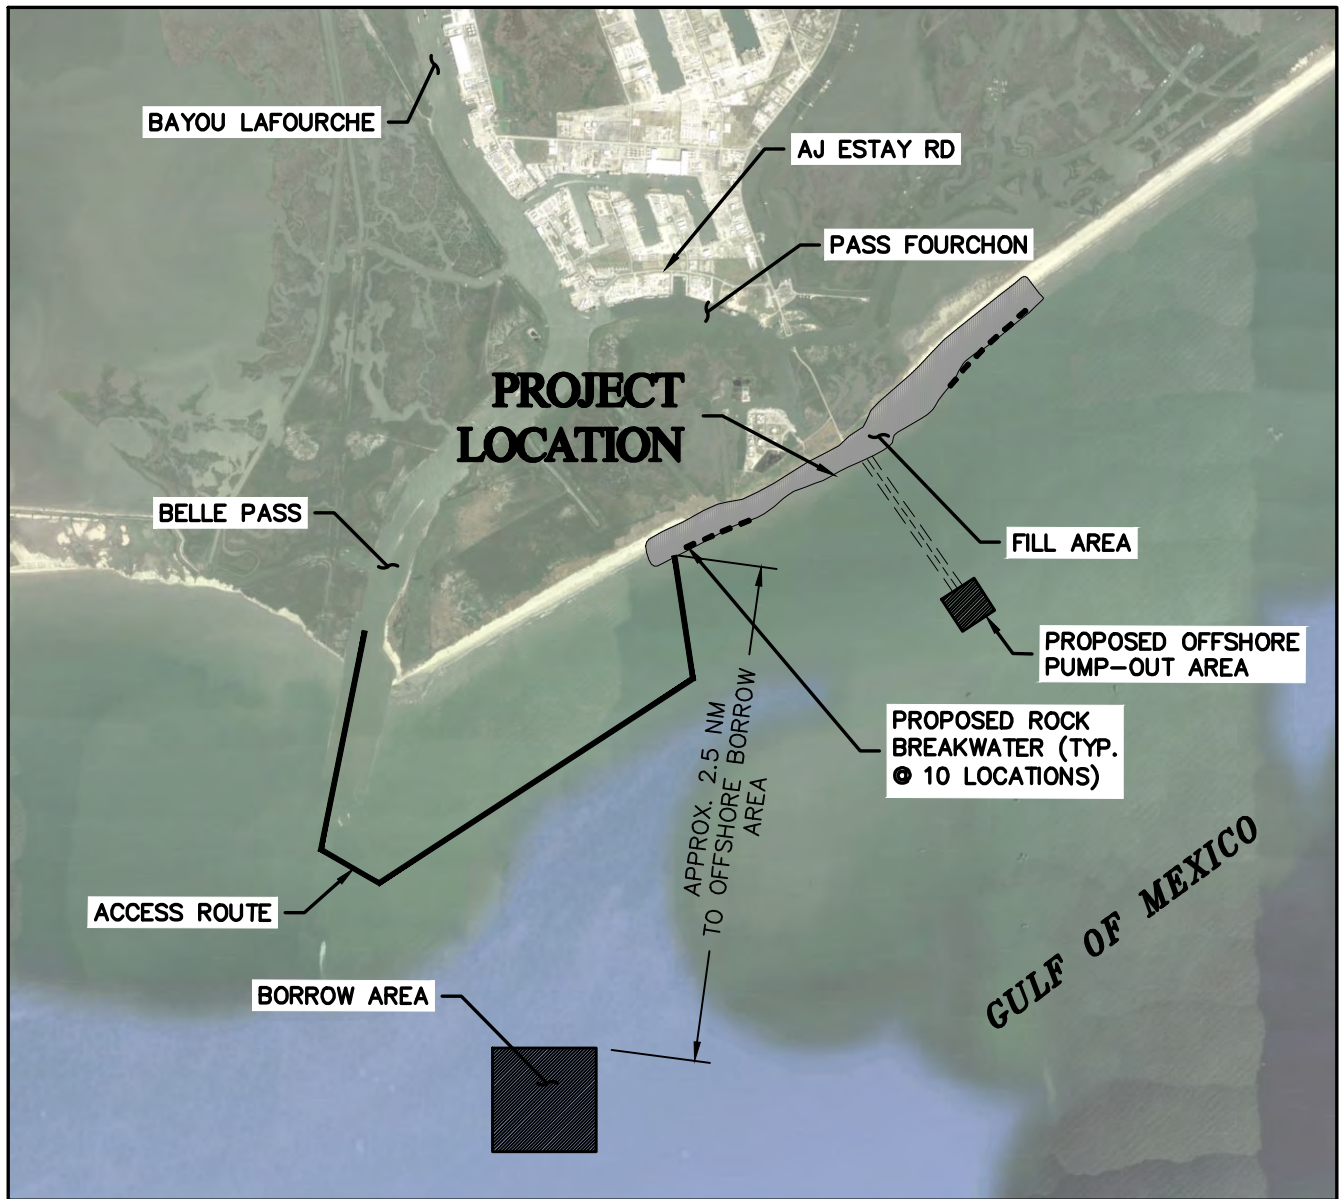 BAYOU LAFOURCHE
AJ ESTAY RD
PASS FOURCHON
PROJECT
LOCATION
BELLE PASS
FILL AREA
PROPOSED OFFSHORE
PUMP-OUT AREA
PROPOSED ROCK
BREAKWATER (TYP.
@ 10 LOCATIONS)
APPROX. 2.5 NM
TO OFFSHORE BORROW
AREA
ACCESS ROUTE
BORROW AREA
GULF OF MEXICO